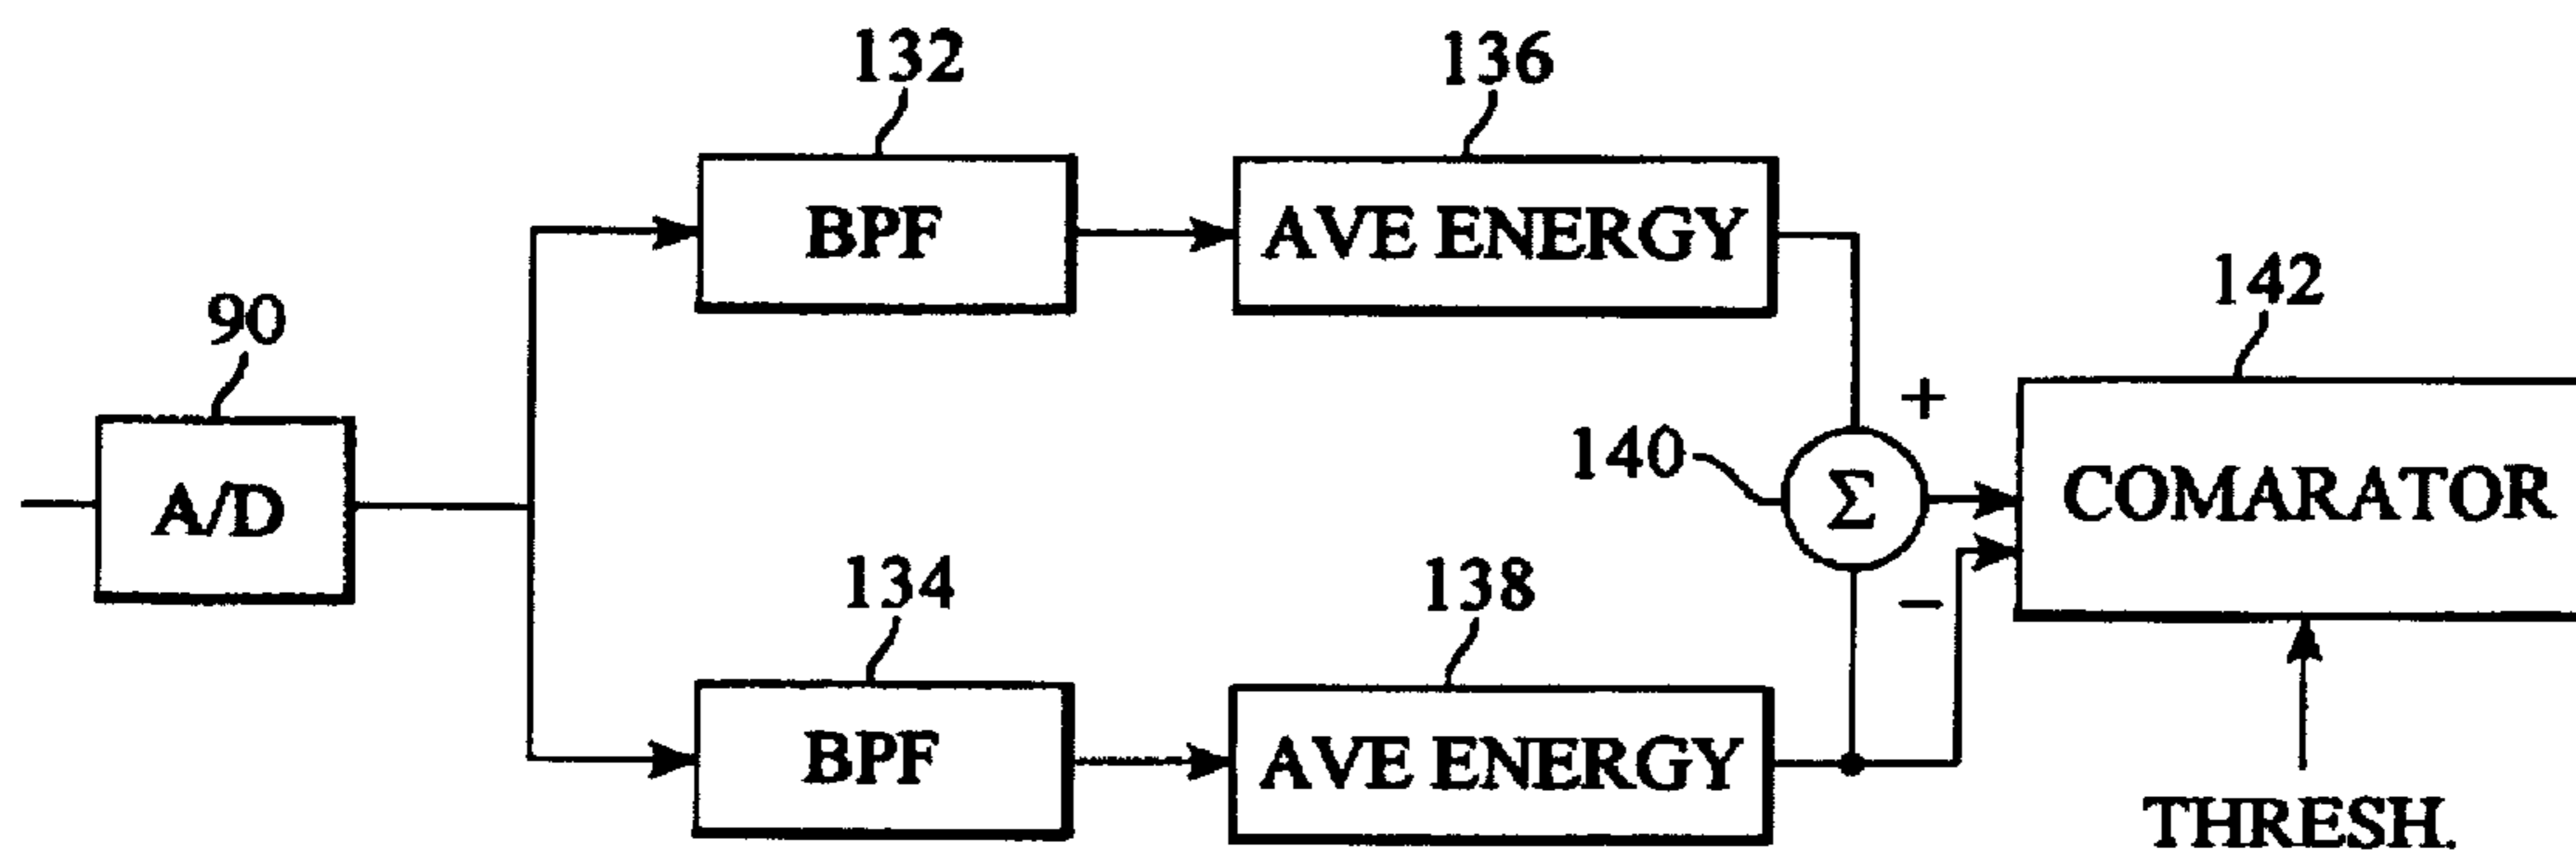 132
136
BPF
AVE ENERGY
90
A/D
142
+
140
Σ
COMARATOR
−
134
138
BPF
AVE ENERGY
THRESH.